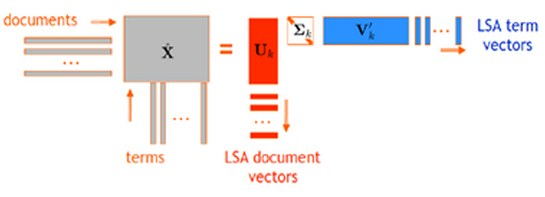 documents
...
X̂
=
U_k
Σ_k
V'_k
...
LSA term
vectors
...
...
terms
LSA document
vectors